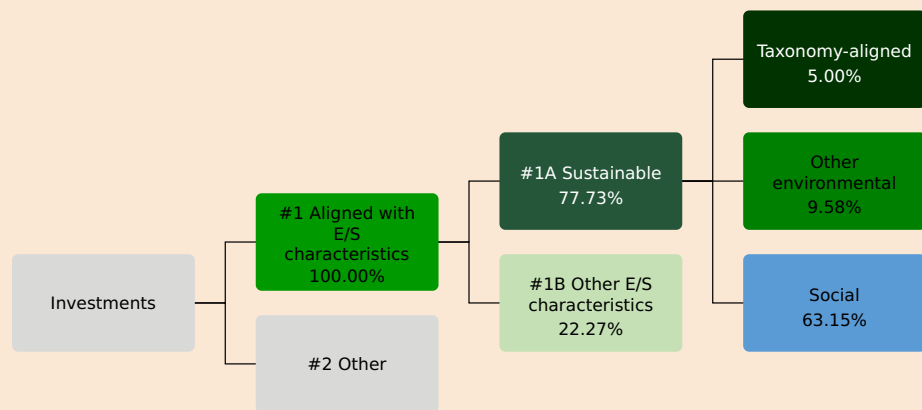 Investments
#1 Aligned with
E/S
characteristics
100.00%
#2 Other
#1A Sustainable
77.73%
#1B Other E/S
characteristics
22.27%
Taxonomy-aligned
5.00%
Other
environmental
9.58%
Social
63.15%